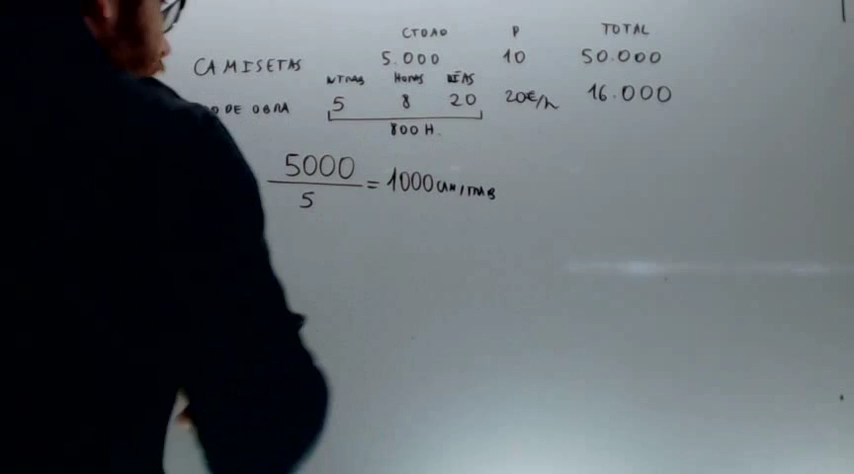 CTDAD P TOTAL
CAMISETAS 5.000 10 50.000
NTRAB HORAS DÍAS
O DE OBRA 5 8 20 20€/h 16.000
800 H.
5000
5
= 1000 CAM/TRAB